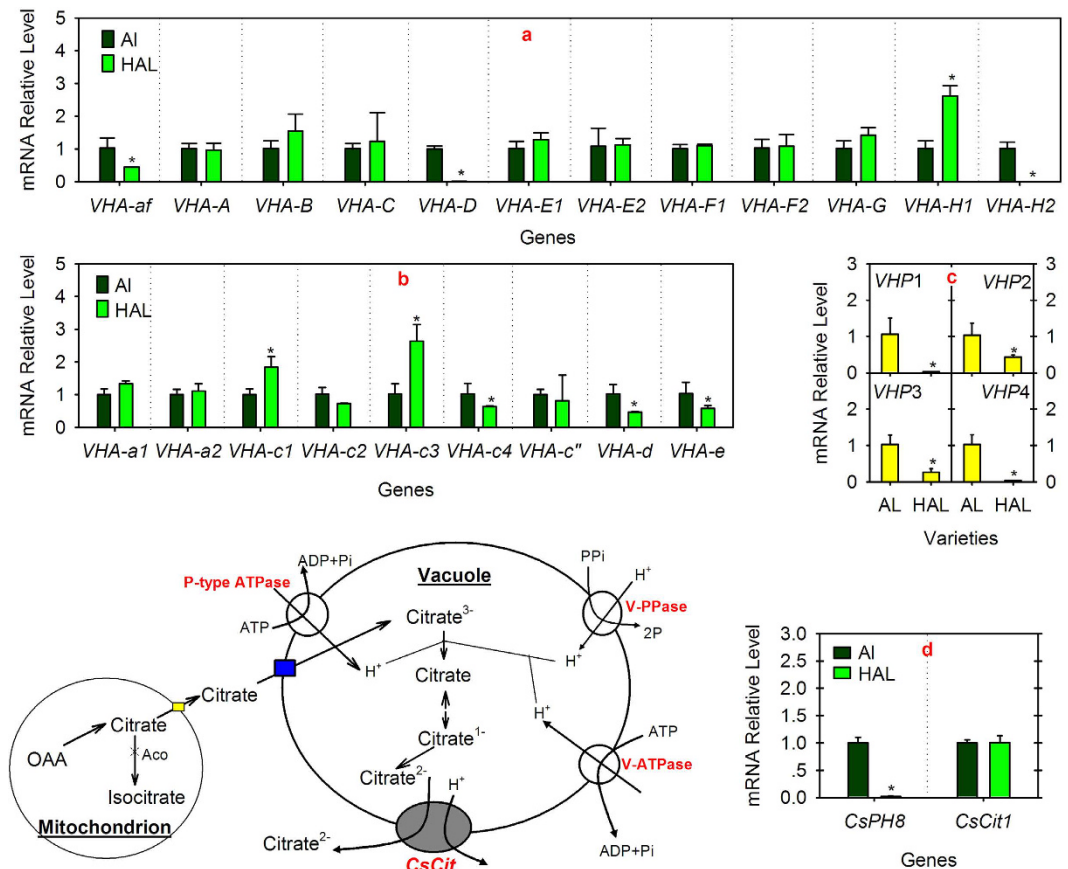 a
mRNA Relative Level
5
4
3
2
1
0
AI
HAL
*
*
*
*
VHA-af VHA-A VHA-B VHA-C VHA-D VHA-E1 VHA-E2 VHA-F1 VHA-F2 VHA-G VHA-H1 VHA-H2
Genes
b
mRNA Relative Level
5
4
3
2
1
0
AI
HAL
*
*
*
*
*
VHA-a1 VHA-a2 VHA-c1 VHA-c2 VHA-c3 VHA-c4 VHA-c" VHA-d VHA-e
Genes
c
mRNA Relative Level
VHP1 VHP2
3 3
2 2
1 1
0 0
* *
VHP3 VHP4
2 2
1 1
0 0
* *
AL HAL AL HAL
Varieties
P-type ATPase
ADP+Pi
ATP
Vacuole
PPi
H+
V-PPase
2P
Citrate3-
H+
H+
Citrate
Citrate
H+
ATP
Citrate1-
V-ATPase
Citrate2-
H+
ADP+Pi
Citrate2-
CsCit
Citrate
OAA
Aco
Isocitrate
Mitochondrion
d
mRNA Relative Level
3.0
2.5
2.0
1.5
1.0
.5
0.0
AI
HAL
*
CsPH8 CsCit1
Genes